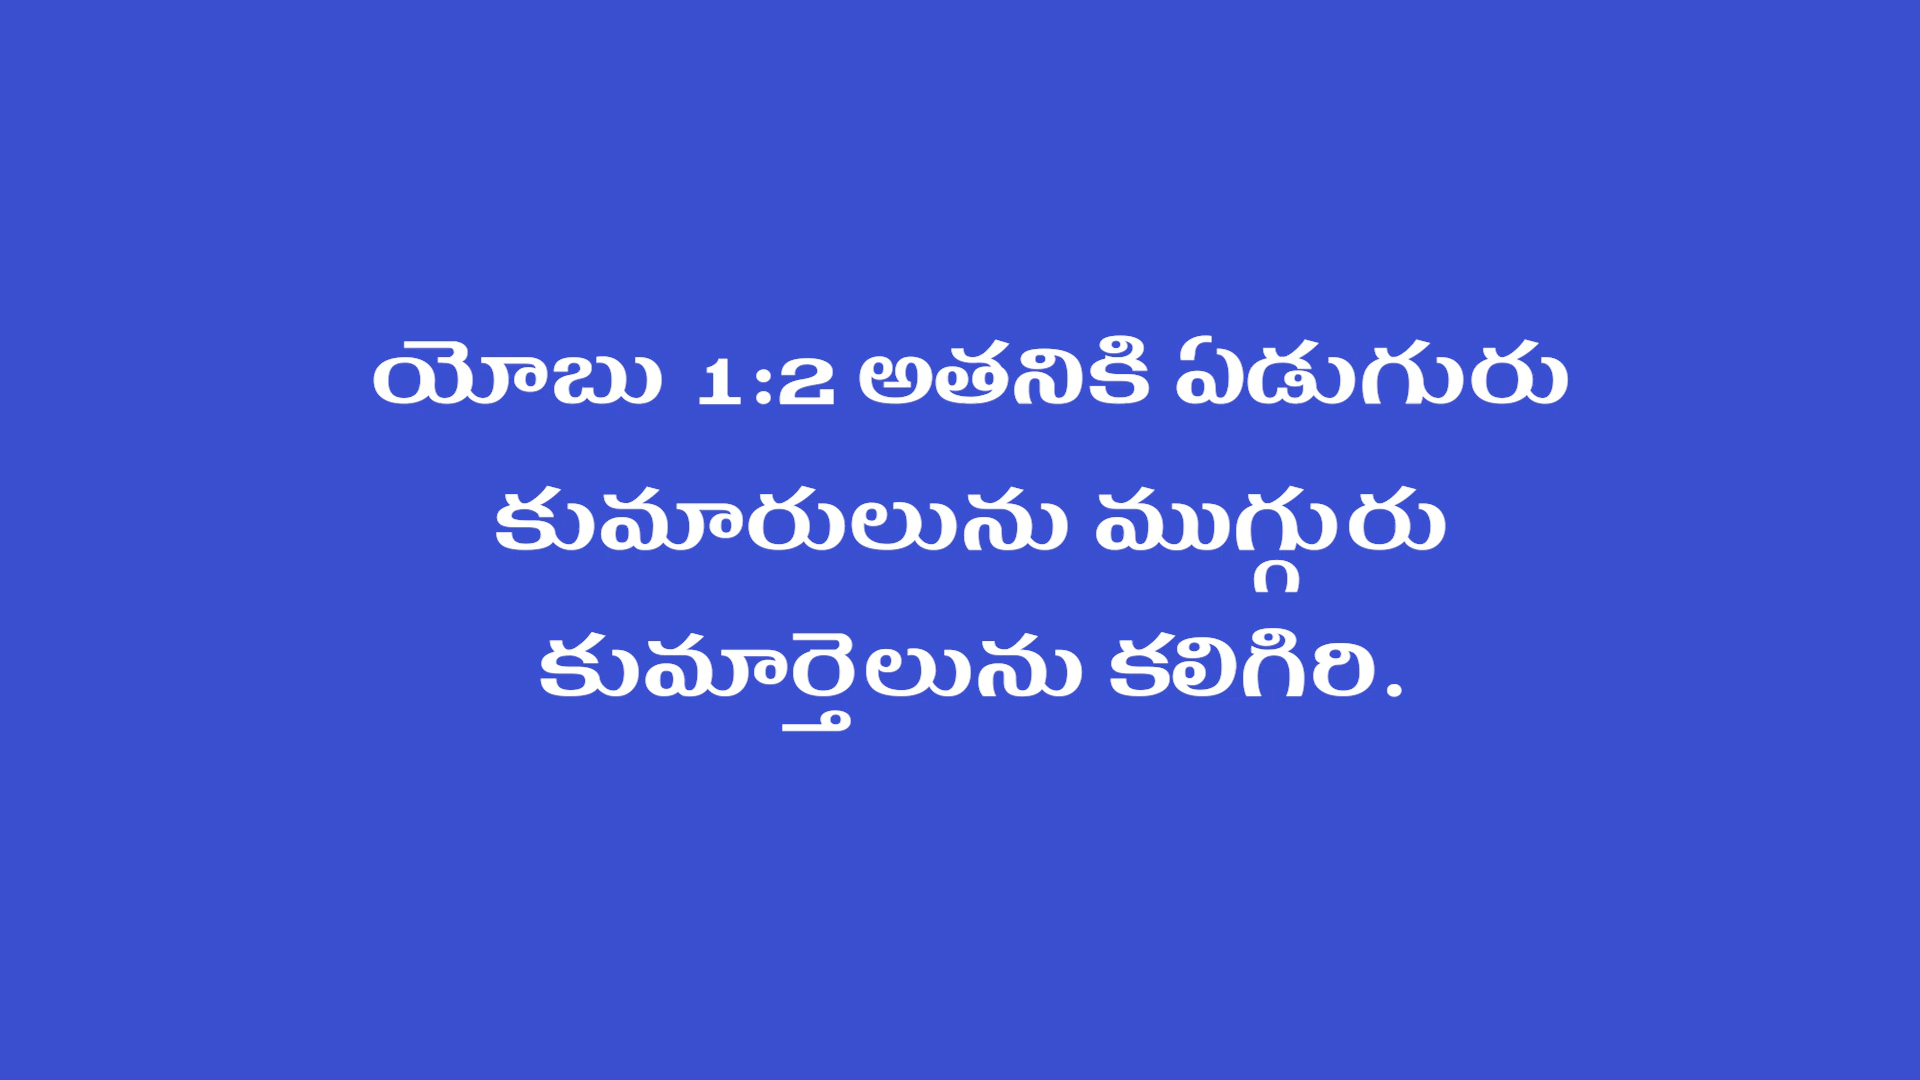 యోబు 1:2 అతనికి ఏడుగురు
కుమారులును ముగ్గురు
కుమార్తెలును కలిగిరి.